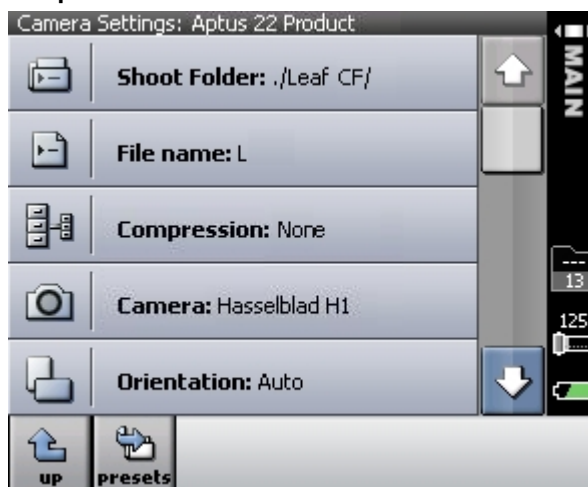 Camera Settings: Aptus 22 Product
Shoot Folder: ./Leaf CF/
File name: L
Compression: None
Camera: Hasselblad H1
Orientation: Auto
up
presets
MAIN
---
13
125